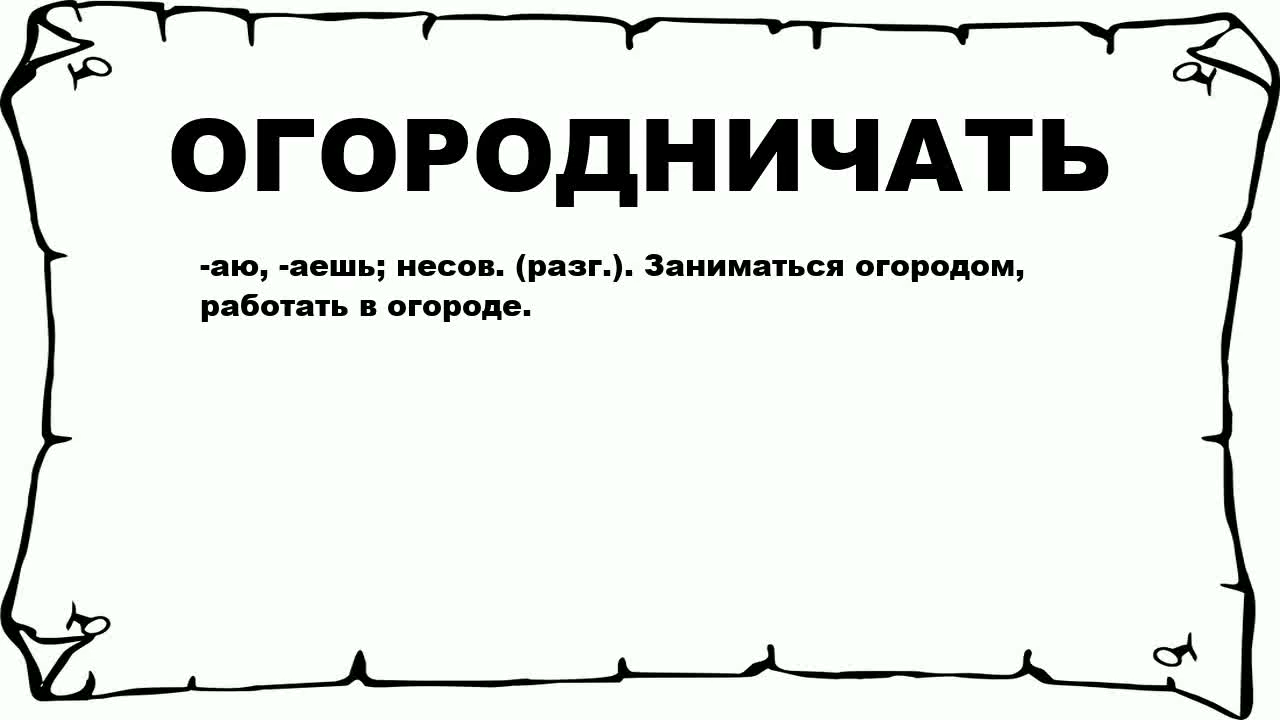 ОГОРОДНИЧАТЬ
-аю, -аешь; несов. (разг.). Заниматься огородом,
работать в огороде.